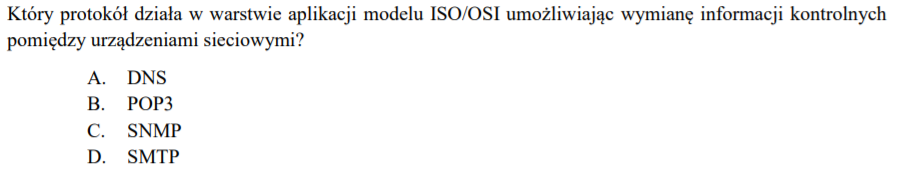 Który protokół działa w warstwie aplikacji modelu ISO/OSI umożliwiając wymianę informacji kontrolnych
pomiędzy urządzeniami sieciowymi?
A. DNS
B. POP3
C. SNMP
D. SMTP